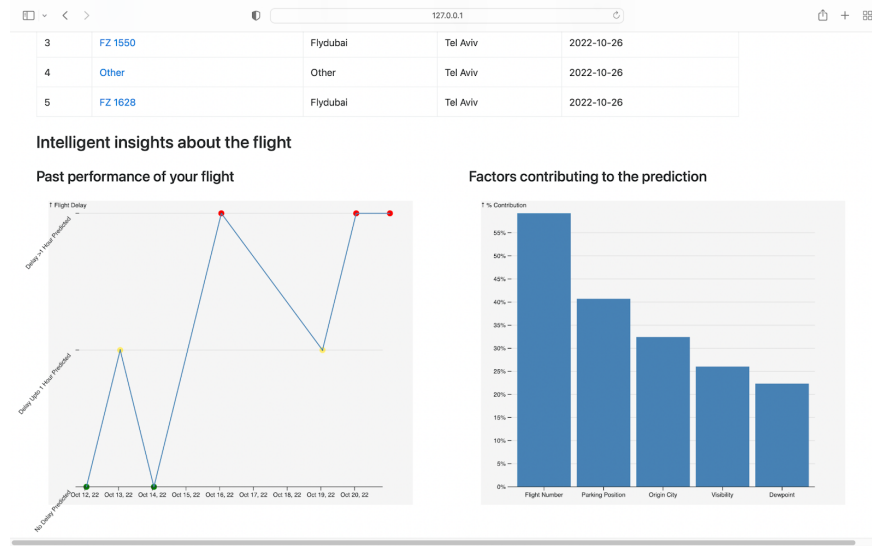 127.0.0.1
3 FZ 1550 Flydubai Tel Aviv 2022-10-26
4 Other Other Tel Aviv 2022-10-26
5 FZ 1628 Flydubai Tel Aviv 2022-10-26
Intelligent insights about the flight
Past performance of your flight
↑ Flight Delay
Delay >1 Hour Predicted
Delay Upto 1 Hour Predicted
No Delay Predicted
Oct 12, 22 Oct 13, 22 Oct 14, 22 Oct 15, 22 Oct 16, 22 Oct 17, 22 Oct 18, 22 Oct 19, 22 Oct 20, 22
Factors contributing to the prediction
↑ % Contribution
55%
50%
45%
40%
35%
30%
25%
20%
15%
10%
5%
0%
Flight Number Parking Position Origin City Visibility Dewpoint